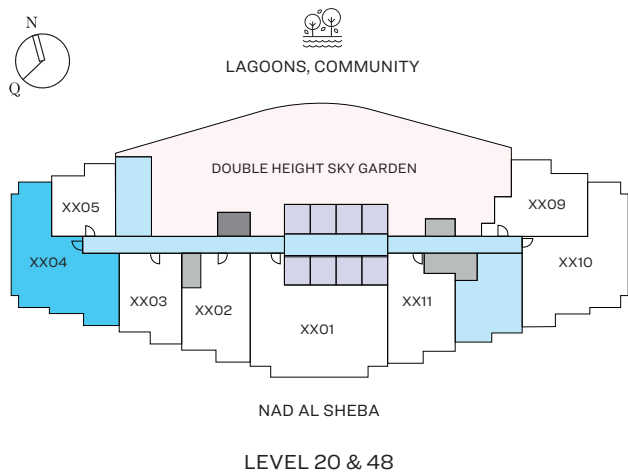 N
Q
LAGOONS, COMMUNITY
DOUBLE HEIGHT SKY GARDEN
XX05
XX09
XX04
XX10
XX03
XX02
XX01
XX11
NAD AL SHEBA
LEVEL 20 & 48